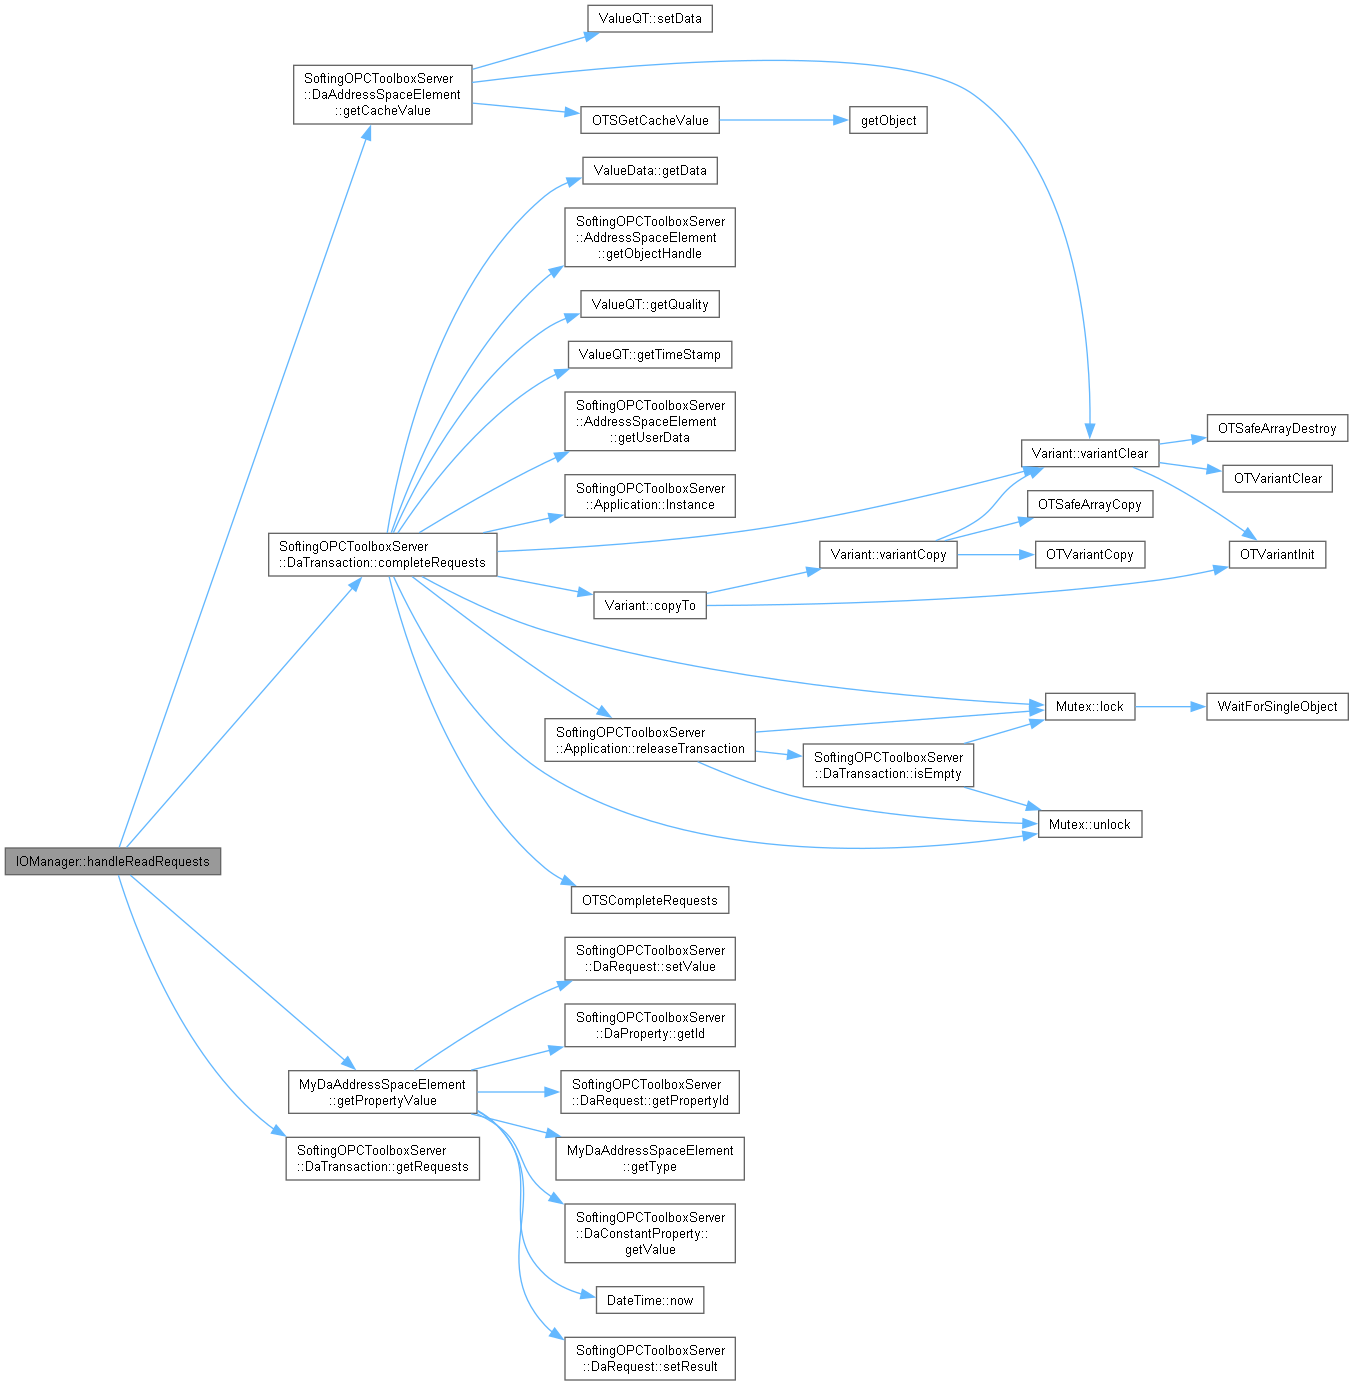 ValueQT::setData
SoftingOPCToolboxServer
::DaAddressSpaceElement
::getCacheValue
OTSGetCacheValue
getObject
ValueData::getData
SoftingOPCToolboxServer
::AddressSpaceElement
::getObjectHandle
ValueQT::getQuality
ValueQT::getTimeStamp
SoftingOPCToolboxServer
::AddressSpaceElement
::getUserData
OTSafeArrayDestroy
Variant::variantClear
OTVariantClear
SoftingOPCToolboxServer
::Application::Instance
OTSafeArrayCopy
SoftingOPCToolboxServer
::DaTransaction::completeRequests
Variant::variantCopy
OTVariantCopy
OTVariantInit
Variant::copyTo
Mutex::lock
WaitForSingleObject
SoftingOPCToolboxServer
::Application::releaseTransaction
SoftingOPCToolboxServer
::DaTransaction::isEmpty
Mutex::unlock
IOManager::handleReadRequests
OTSCompleteRequests
SoftingOPCToolboxServer
::DaRequest::setValue
SoftingOPCToolboxServer
::DaProperty::getId
MyDaAddressSpaceElement
::getPropertyValue
SoftingOPCToolboxServer
::DaRequest::getPropertyId
SoftingOPCToolboxServer
::DaTransaction::getRequests
MyDaAddressSpaceElement
::getType
SoftingOPCToolboxServer
::DaConstantProperty::
getValue
DateTime::now
SoftingOPCToolboxServer
::DaRequest::setResult